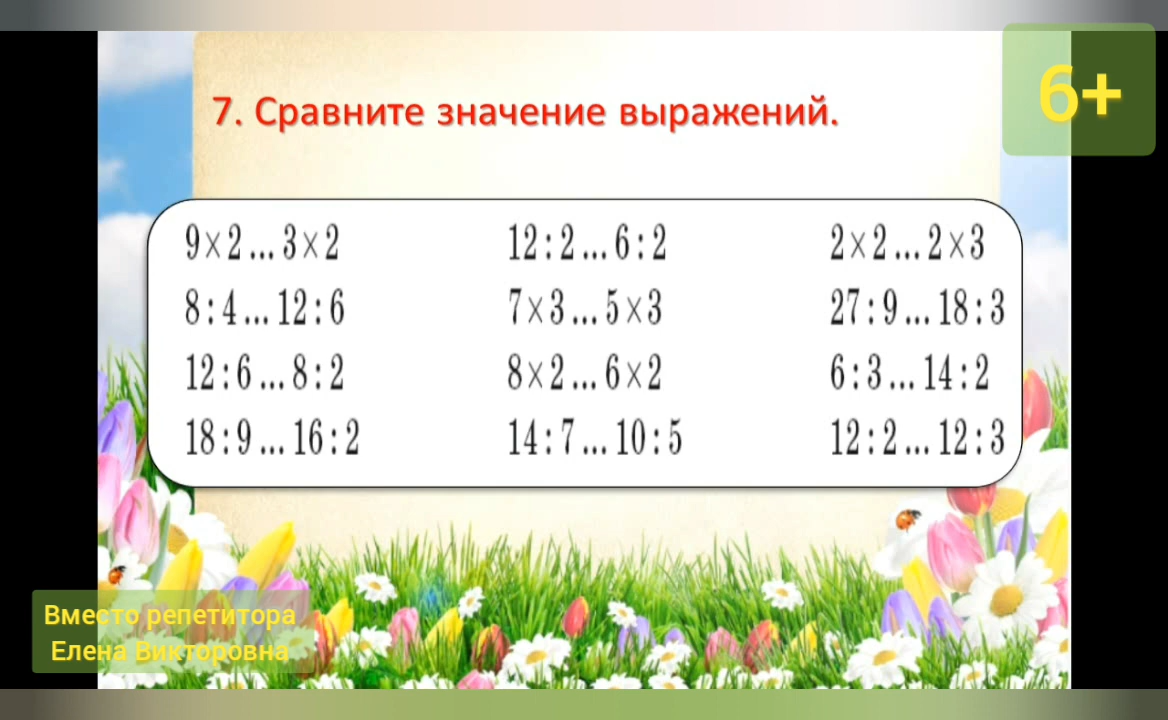 7. Сравните значение выражений.
6+
9×2...3×2 12:2...6:2 2×2...2×3
8:4...12:6 7×3...5×3 27:9...18:3
12:6...8:2 8×2...6×2 6:3...14:2
18:9...16:2 14:7...10:5 12:2...12:3
Вместо репетитора
Елена Викторовна